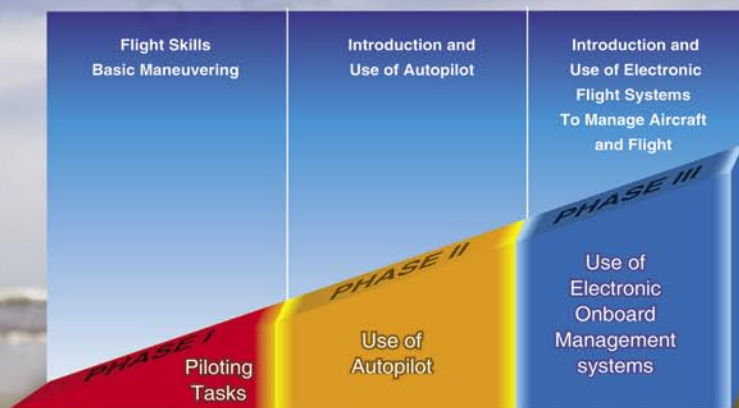 Flight Skills
Basic Maneuvering
Introduction and
Use of Autopilot
Introduction and
Use of Electronic
Flight Systems
To Manage Aircraft
and Flight
PHASE I
PHASE II
PHASE III
Piloting
Tasks
Use of
Autopilot
Use of
Electronic
Onboard
Management
systems